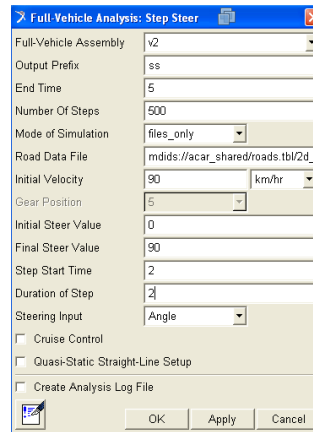 Full-Vehicle Analysis: Step Steer
Full-Vehicle Assembly v2
Output Prefix ss
End Time 5
Number Of Steps 500
Mode of Simulation files_only
Road Data File mdids://acar_shared/roads.tbl/2d_
Initial Velocity 90 km/hr
Gear Position 5
Initial Steer Value 0
Final Steer Value 90
Step Start Time 2
Duration of Step 2
Steering Input Angle
Cruise Control
Quasi-Static Straight-Line Setup
Create Analysis Log File
OK Apply Cancel